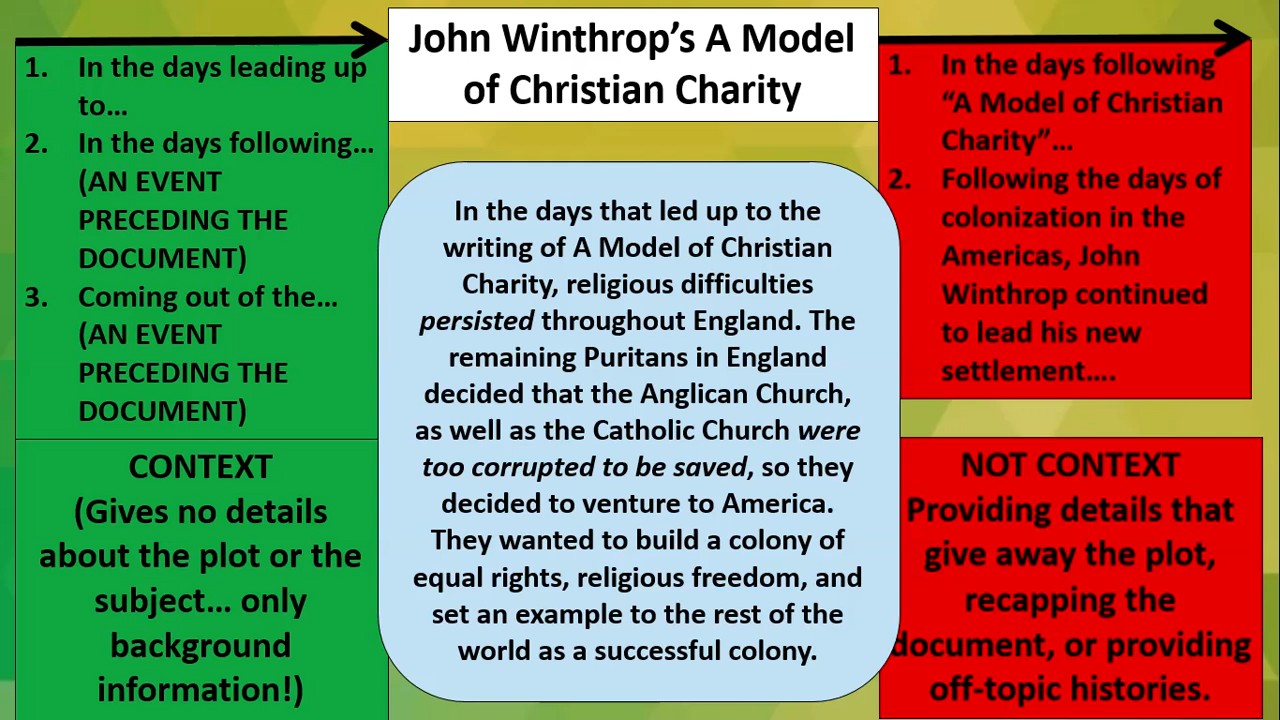 John Winthrop's A Model
of Christian Charity
1. In the days leading up
to…
2. In the days following…
(AN EVENT
PRECEDING THE
DOCUMENT)
3. Coming out of the…
(AN EVENT
PRECEDING THE
DOCUMENT)
CONTEXT
(Gives no details
about the plot or the
subject… only
background
information!)
In the days that led up to the
writing of A Model of Christian
Charity, religious difficulties
persisted throughout England. The
remaining Puritans in England
decided that the Anglican Church,
as well as the Catholic Church were
too corrupted to be saved, so they
decided to venture to America.
They wanted to build a colony of
equal rights, religious freedom, and
set an example to the rest of the
world as a successful colony.
1. In the days following
“A Model of Christian
Charity”…
2. Following the days of
colonization in the
Americas, John
Winthrop continued
to lead his new
settlement….
NOT CONTEXT
Providing details that
give away the plot,
recapping the
document, or providing
off-topic histories.